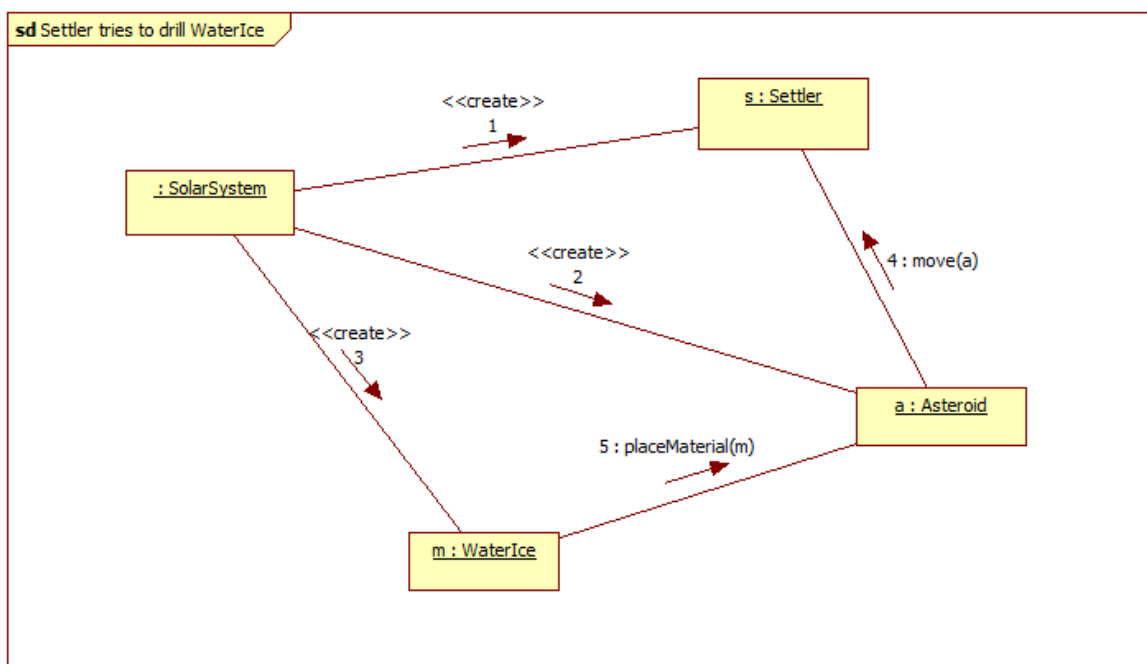 sd Settler tries to drill WaterIce
s : Settler
<<create>>
1
: SolarSystem
<<create>>
2
4 : move(a)
<<create>>
3
a : Asteroid
5 : placeMaterial(m)
m : WaterIce